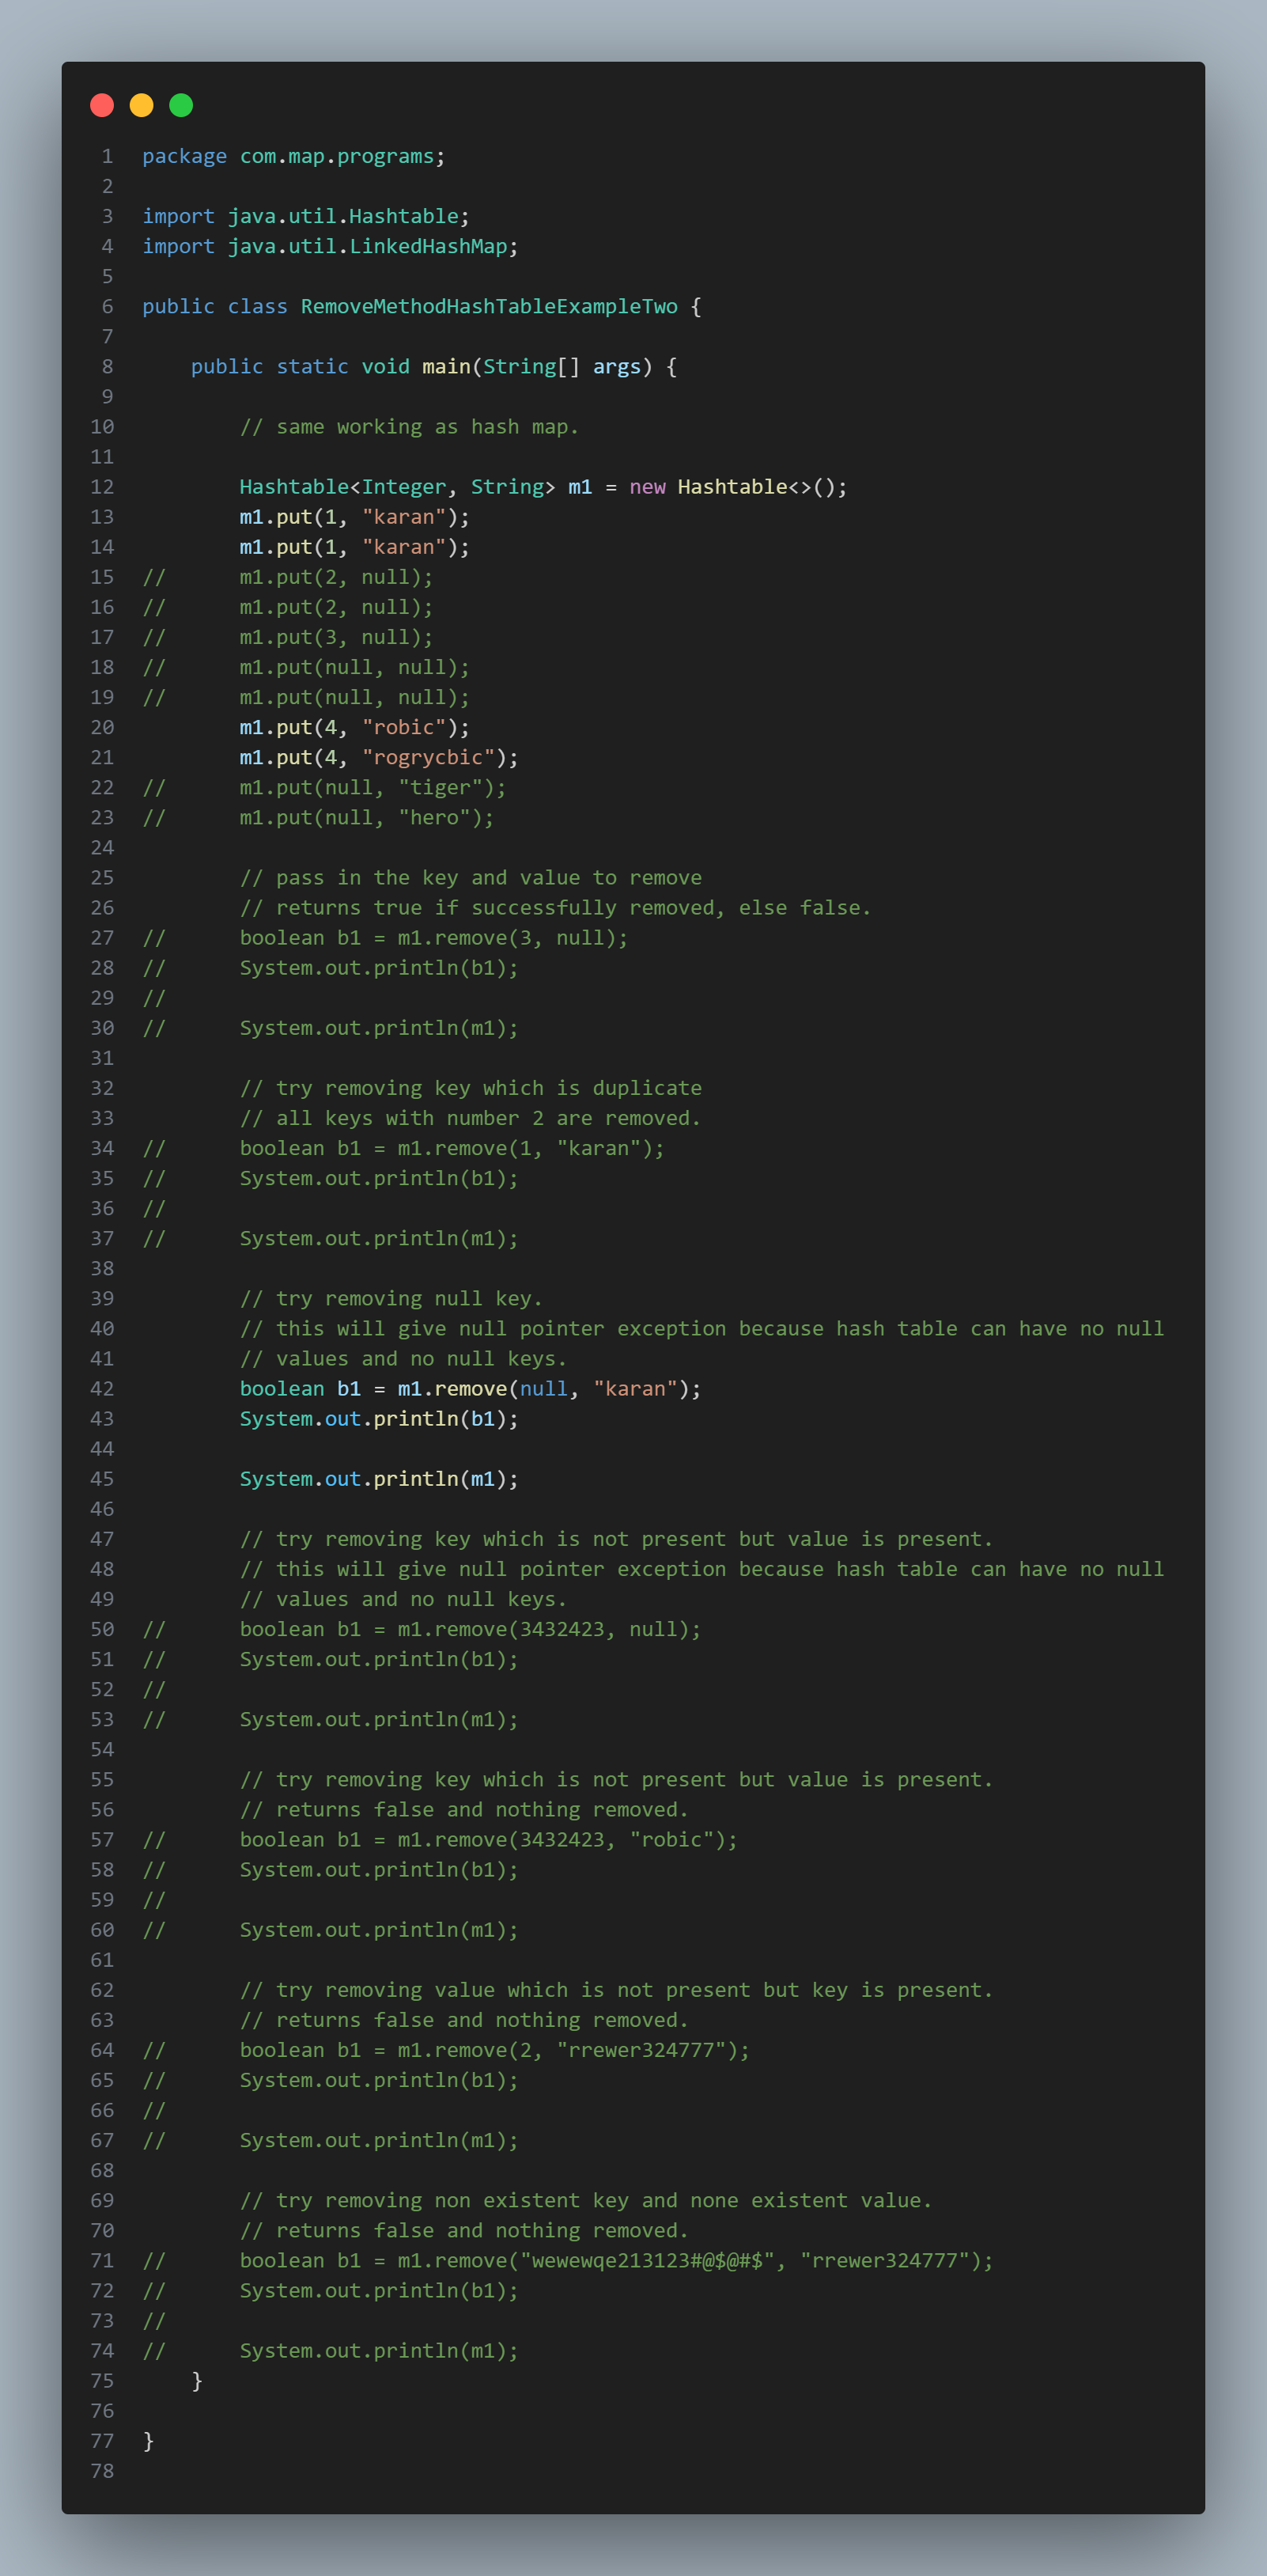 1 package com.map.programs;
2
3 import java.util.Hashtable;
4 import java.util.LinkedHashMap;
5
6 public class RemoveMethodHashTableExampleTwo {
7
8     public static void main(String[] args) {
9
10         // same working as hash map.
11
12         Hashtable<Integer, String> m1 = new Hashtable<>();
13         m1.put(1, "karan");
14         m1.put(1, "karan");
15 //      m1.put(2, null);
16 //      m1.put(2, null);
17 //      m1.put(3, null);
18 //      m1.put(null, null);
19 //      m1.put(null, null);
20         m1.put(4, "robic");
21         m1.put(4, "rogrycbic");
22 //      m1.put(null, "tiger");
23 //      m1.put(null, "hero");
24
25         // pass in the key and value to remove
26         // returns true if successfully removed, else false.
27 //      boolean b1 = m1.remove(3, null);
28 //      System.out.println(b1);
29 //
30 //      System.out.println(m1);
31
32         // try removing key which is duplicate
33         // all keys with number 2 are removed.
34 //      boolean b1 = m1.remove(1, "karan");
35 //      System.out.println(b1);
36 //
37 //      System.out.println(m1);
38
39         // try removing null key.
40         // this will give null pointer exception because hash table can have no null
41         // values and no null keys.
42         boolean b1 = m1.remove(null, "karan");
43         System.out.println(b1);
44
45         System.out.println(m1);
46
47         // try removing key which is not present but value is present.
48         // this will give null pointer exception because hash table can have no null
49         // values and no null keys.
50 //      boolean b1 = m1.remove(3432423, null);
51 //      System.out.println(b1);
52 //
53 //      System.out.println(m1);
54
55         // try removing key which is not present but value is present.
56         // returns false and nothing removed.
57 //      boolean b1 = m1.remove(3432423, "robic");
58 //      System.out.println(b1);
59 //
60 //      System.out.println(m1);
61
62         // try removing value which is not present but key is present.
63         // returns false and nothing removed.
64 //      boolean b1 = m1.remove(2, "rrewer324777");
65 //      System.out.println(b1);
66 //
67 //      System.out.println(m1);
68
69         // try removing non existent key and none existent value.
70         // returns false and nothing removed.
71 //      boolean b1 = m1.remove("wewewqe213123#@$@#$", "rrewer324777");
72 //      System.out.println(b1);
73 //
74 //      System.out.println(m1);
75     }
76
77 }
78